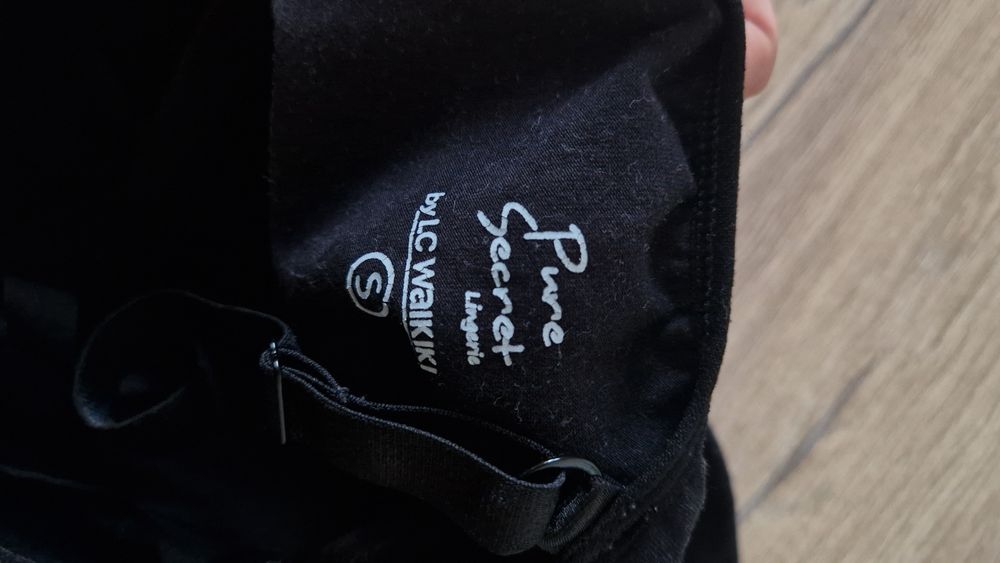 Pure
Secret
Lingerie
by LC WaIKIKI
S